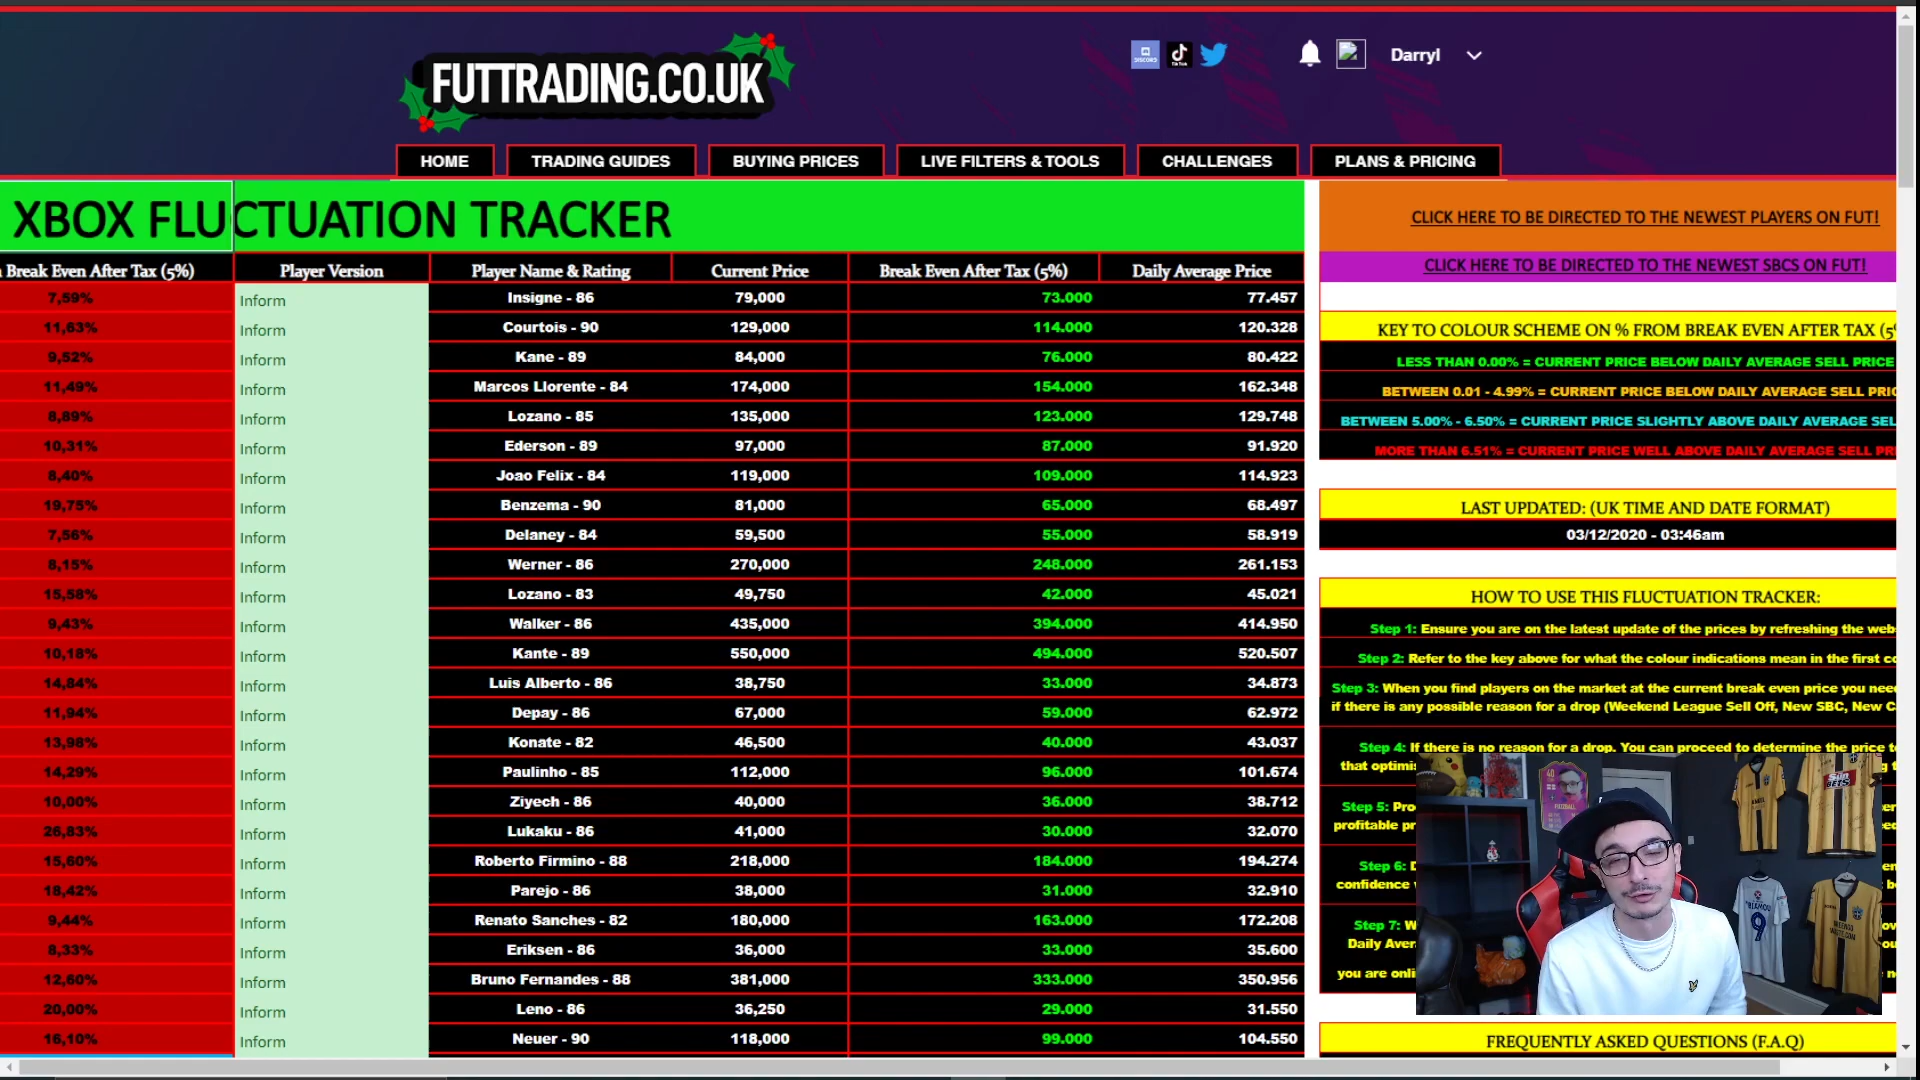 FUTTRADING.CO.UK
DISCORD
Darryl
HOME
TRADING GUIDES
BUYING PRICES
LIVE FILTERS & TOOLS
CHALLENGES
PLANS & PRICING
XBOX FLUCTUATION TRACKER
Break Even After Tax (5%) Player Version Player Name & Rating Current Price Break Even After Tax (5%) Daily Average Price
7,59% Inform Insigne - 86 79,000 73.000 77.457
11,63% Inform Courtois - 90 129,000 114.000 120.328
9,52% Inform Kane - 89 84,000 76.000 80.422
11,49% Inform Marcos Llorente - 84 174,000 154.000 162.348
8,89% Inform Lozano - 85 135,000 123.000 129.748
10,31% Inform Ederson - 89 97,000 87.000 91.920
8,40% Inform Joao Felix - 84 119,000 109.000 114.923
19,75% Inform Benzema - 90 81,000 65.000 68.497
7,56% Inform Delaney - 84 59,500 55.000 58.919
8,15% Inform Werner - 86 270,000 248.000 261.153
15,58% Inform Lozano - 83 49,750 42.000 45.021
9,43% Inform Walker - 86 435,000 394.000 414.950
10,18% Inform Kante - 89 550,000 494.000 520.507
14,84% Inform Luis Alberto - 86 38,750 33.000 34.873
11,94% Inform Depay - 86 67,000 59.000 62.972
13,98% Inform Konate - 82 46,500 40.000 43.037
14,29% Inform Paulinho - 85 112,000 96.000 101.674
10,00% Inform Ziyech - 86 40,000 36.000 38.712
26,83% Inform Lukaku - 86 41,000 30.000 32.070
15,60% Inform Roberto Firmino - 88 218,000 184.000 194.274
18,42% Inform Parejo - 86 38,000 31.000 32.910
9,44% Inform Renato Sanches - 82 180,000 163.000 172.208
8,33% Inform Eriksen - 86 36,000 33.000 35.600
12,60% Inform Bruno Fernandes - 88 381,000 333.000 350.956
20,00% Inform Leno - 86 36,250 29.000 31.550
16,10% Inform Neuer - 90 118,000 99.000 104.550
CLICK HERE TO BE DIRECTED TO THE NEWEST PLAYERS ON FUT!
CLICK HERE TO BE DIRECTED TO THE NEWEST SBCS ON FUT!
KEY TO COLOUR SCHEME ON % FROM BREAK EVEN AFTER TAX
LESS THAN 0.00% = CURRENT PRICE BELOW DAILY AVERAGE SELL PRICE
BETWEEN 0.01 - 4.99% = CURRENT PRICE BELOW DAILY AVERAGE SELL
BETWEEN 5.00% - 6.50% = CURRENT PRICE SLIGHTLY ABOVE DAILY AVERAGE
MORE THAN 6.51% = CURRENT PRICE WELL ABOVE DAILY AVERAGE SELL
LAST UPDATED: (UK TIME AND DATE FORMAT)
03/12/2020 - 03:46am
HOW TO USE THIS FLUCTUATION TRACKER:
Step 1: Ensure you are on the latest update of the prices by refreshing the
Step 2: Refer to the key above for what the colour indications mean in the first
Step 3: When you find players on the market at the current break even price you
if there is any possible reason for a drop (Weekend League Sell Off, New SBC, New
Step 4: If there is no reason for a drop. You can proceed to determine the price
that
Step 5:
profitable
Step 6:
confidence
Step 7:
Daily
you are
FREQUENTLY ASKED QUESTIONS (F.A.Q)